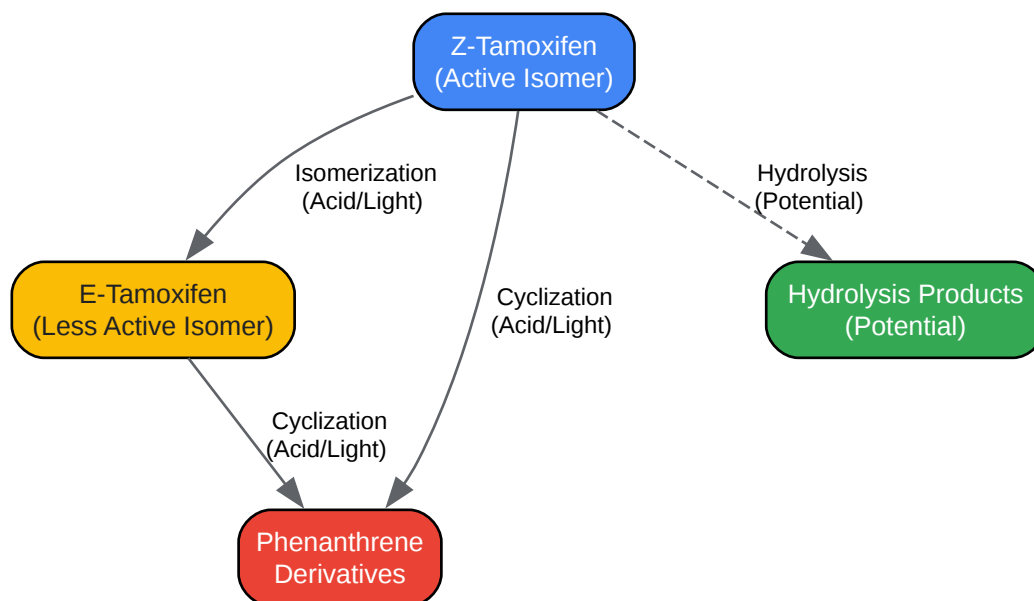 Z-Tamoxifen
(Active Isomer)
Isomerization
(Acid/Light)
Hydrolysis
(Potential)
E-Tamoxifen
(Less Active Isomer)
Cyclization
(Acid/Light)
Hydrolysis Products
(Potential)
Cyclization
(Acid/Light)
Phenanthrene
Derivatives